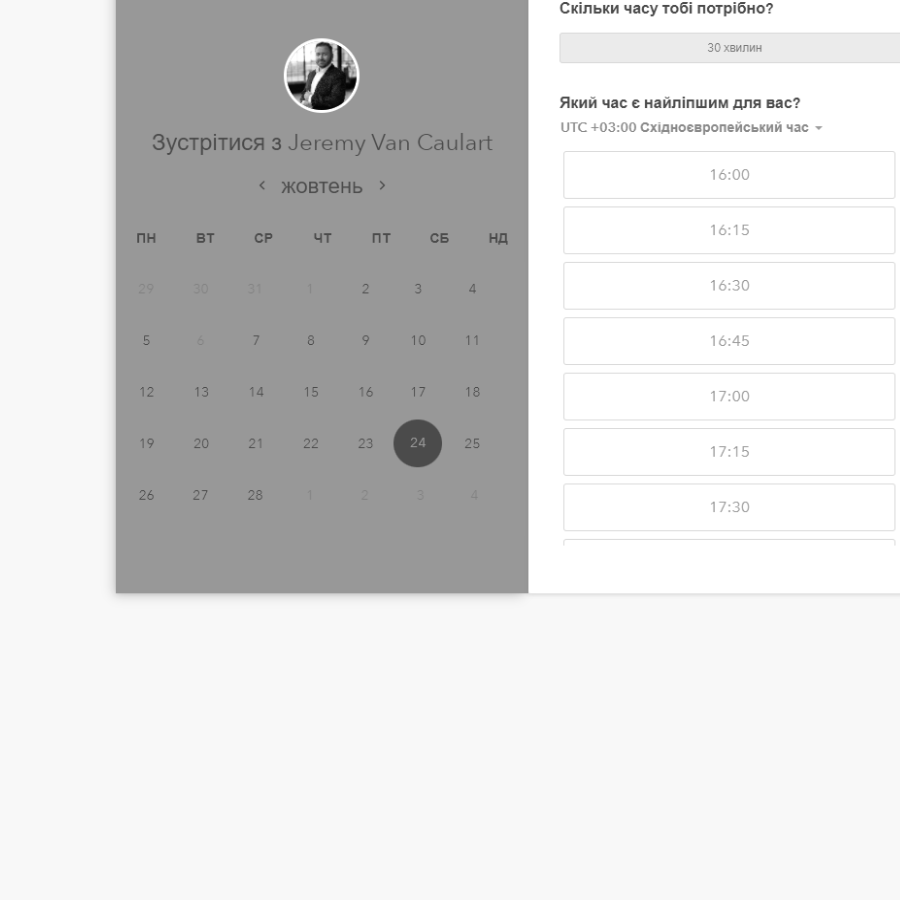 Зустрітися з Jeremy Van Caulart
жовтень
ПН ВТ СР ЧТ ПТ СБ НД
29 30 31 1 2 3 4
5 6 7 8 9 10 11
12 13 14 15 16 17 18
19 20 21 22 23 24 25
26 27 28 1 2 3 4
Скільки часу тобі потрібно?
30 хвилин
Який час є найліпшим для вас?
UTC +03:00 Східноєвропейський час
16:00
16:15
16:30
16:45
17:00
17:15
17:30